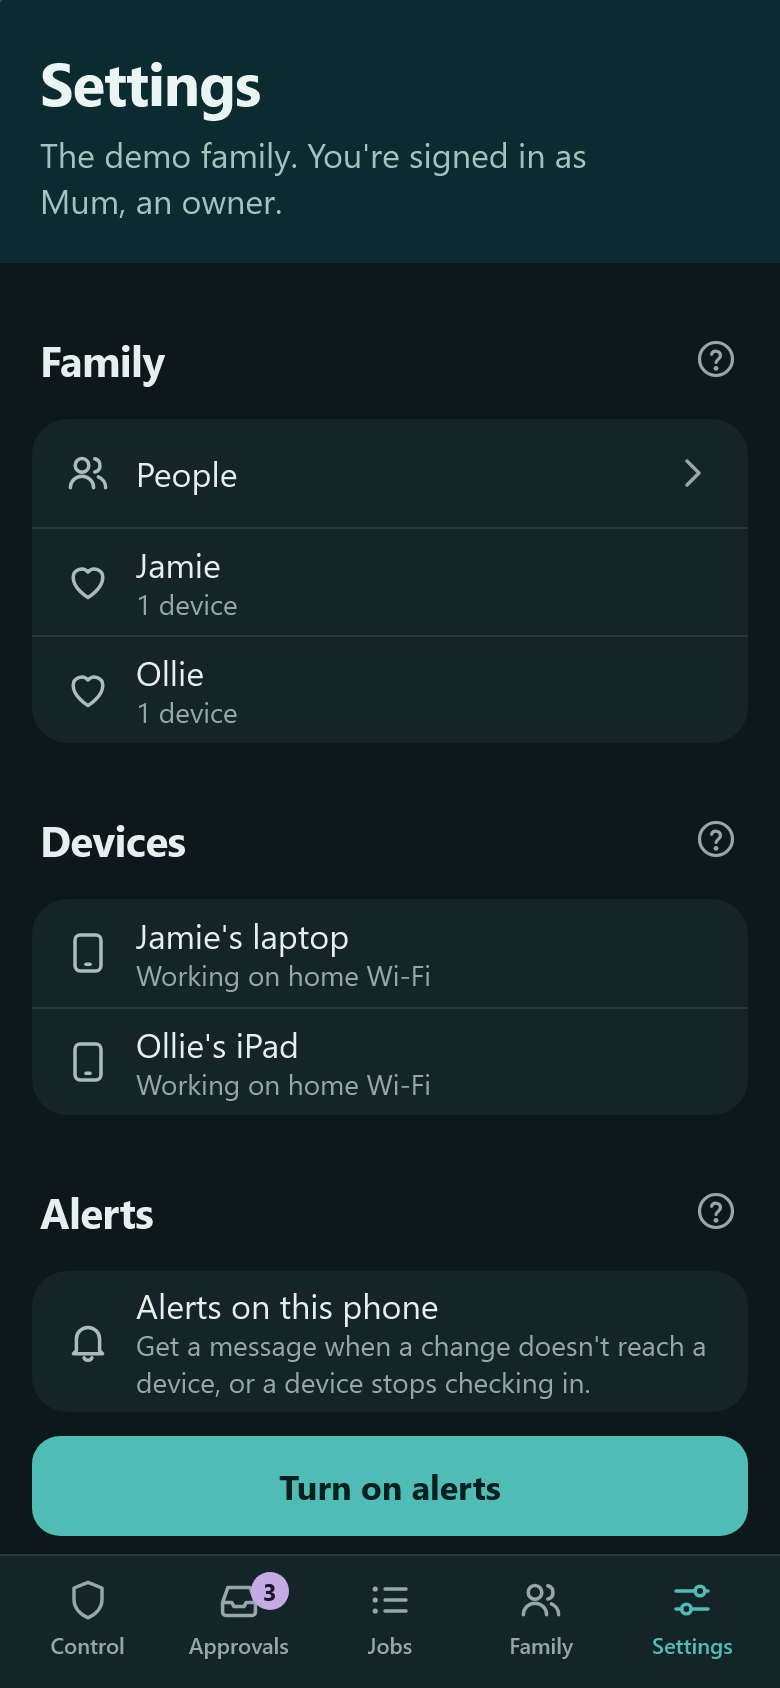 Settings
The demo family. You're signed in as
Mum, an owner.
Family
?
People
Jamie
1 device
Ollie
1 device
Devices
?
Jamie's laptop
Working on home Wi-Fi
Ollie's iPad
Working on home Wi-Fi
Alerts
?
Alerts on this phone
Get a message when a change doesn't reach a
device, or a device stops checking in.
Turn on alerts
3
Control
Approvals
Jobs
Family
Settings